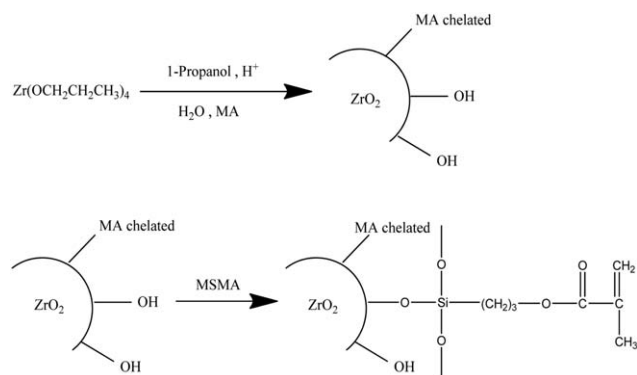 MA chelated
1-Propanol , H⁺
Zr(OCH₂CH₂CH₃)₄
ZrO₂
OH
H₂O , MA
OH
MA chelated
MA chelated
O
O
CH₂
MSMA
ZrO₂
OH
ZrO₂
O
Si
(C)₃
O
C
C
O
CH₃
OH
OH